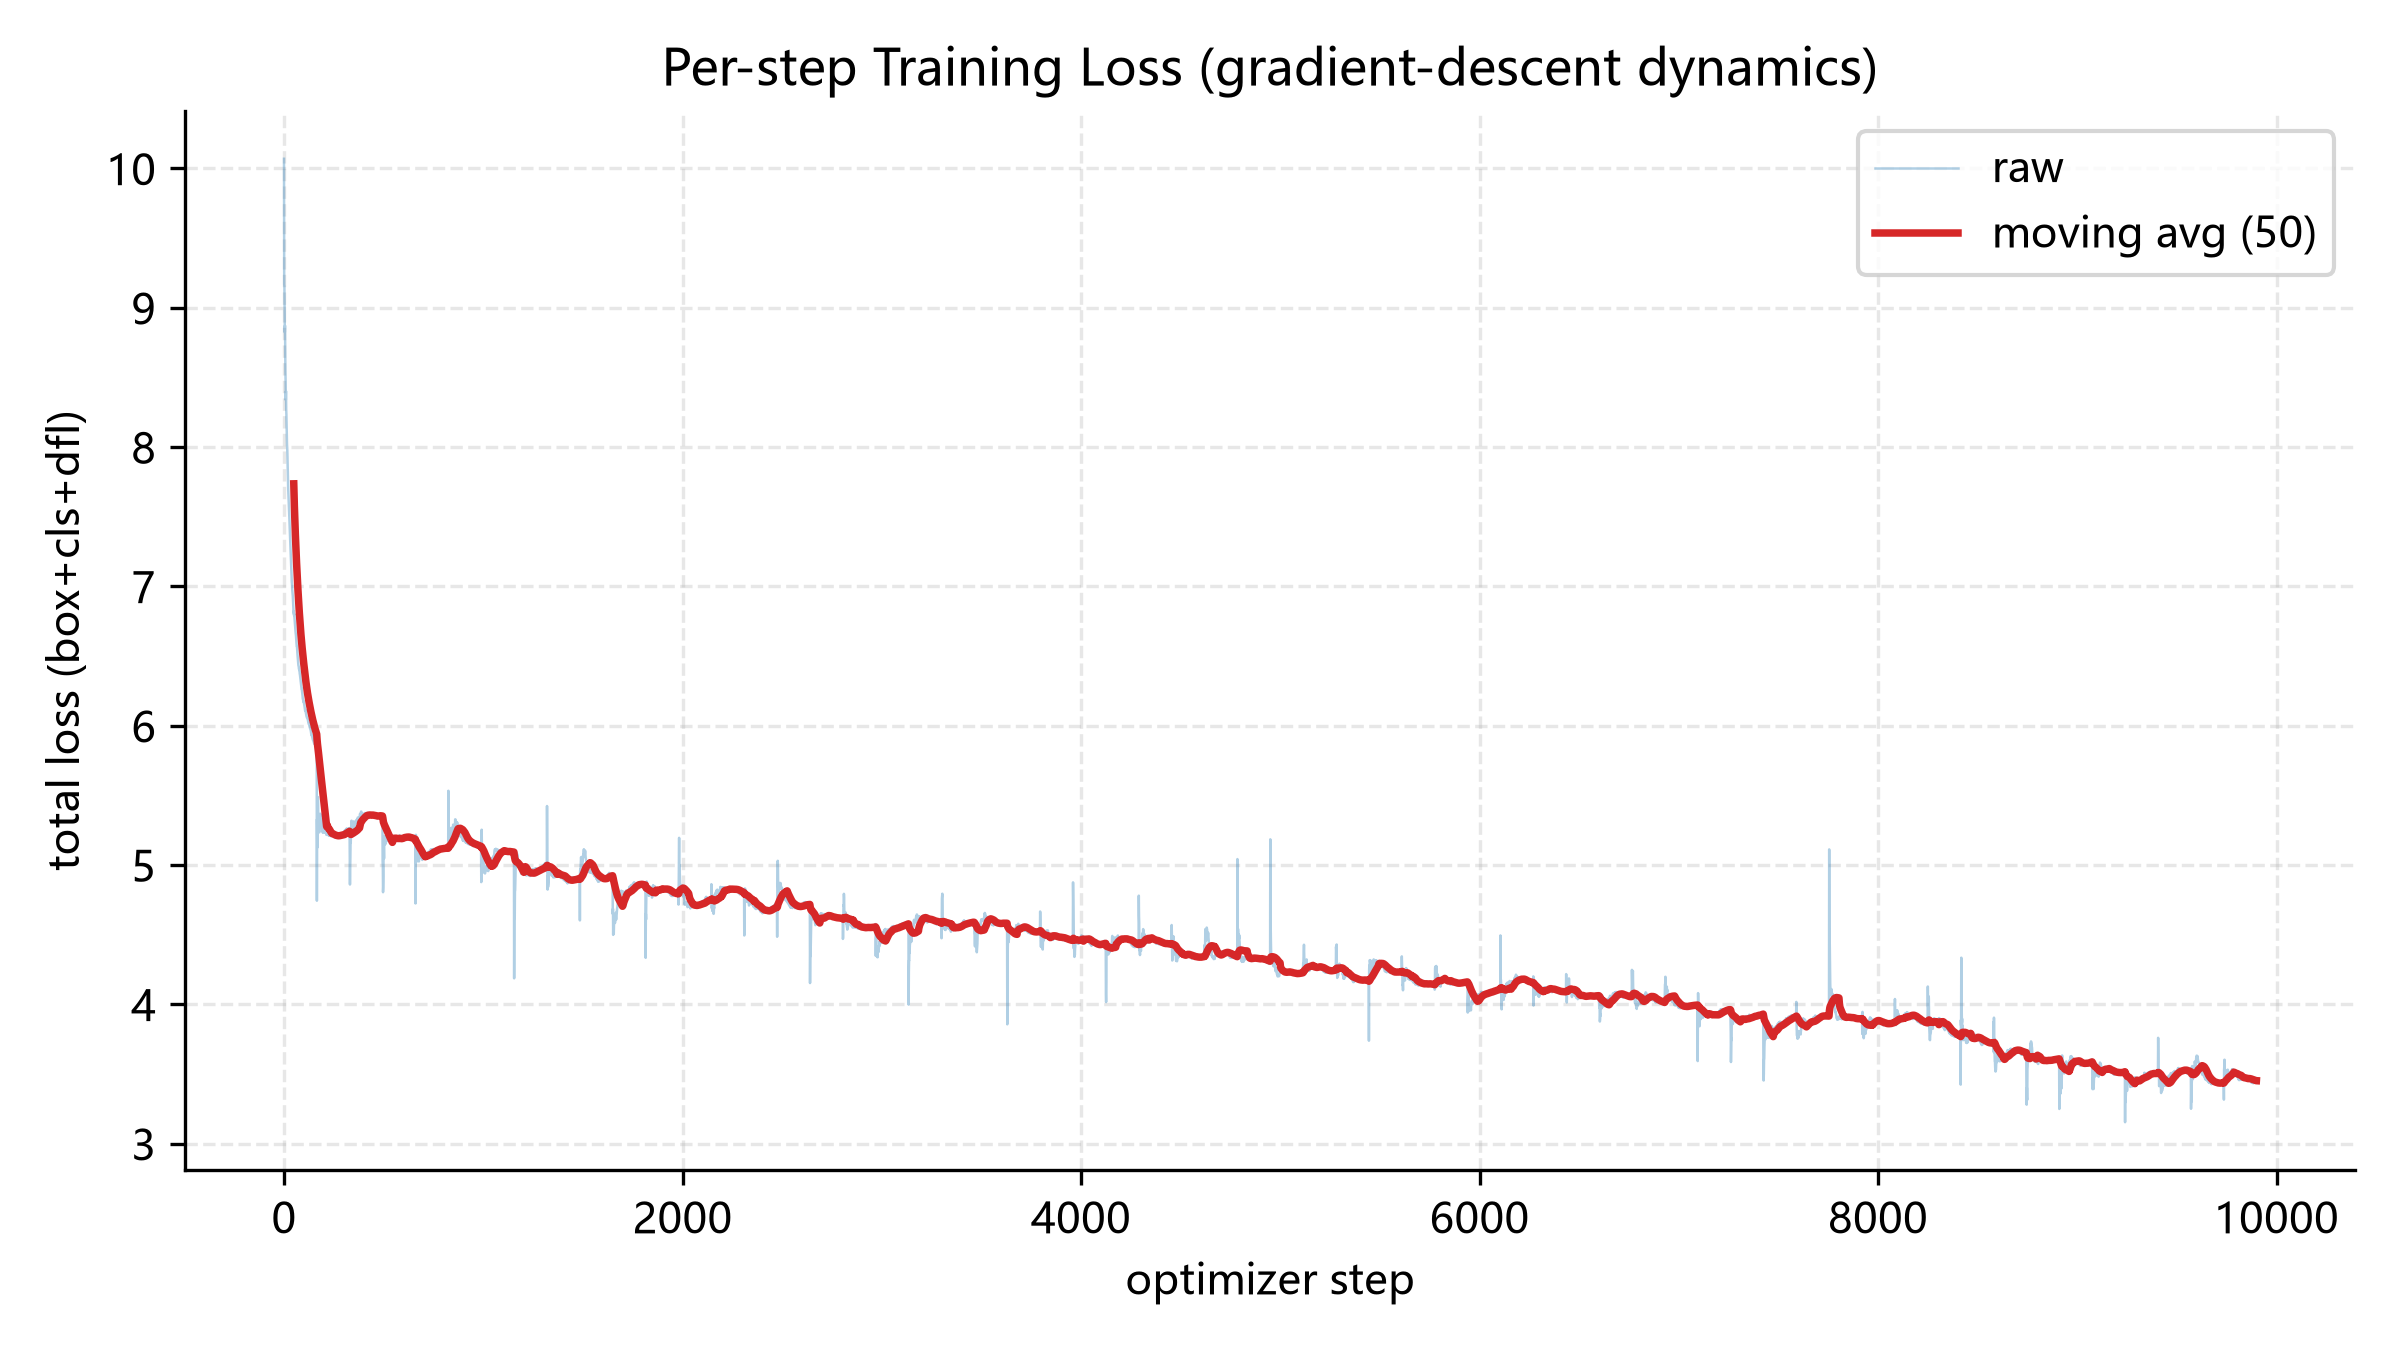 Per-step Training Loss (gradient-descent dynamics)
raw
moving avg (50)
total loss (box+cls+dfl)
10
9
8
7
6
5
4
3
0
2000
4000
6000
8000
10000
optimizer step